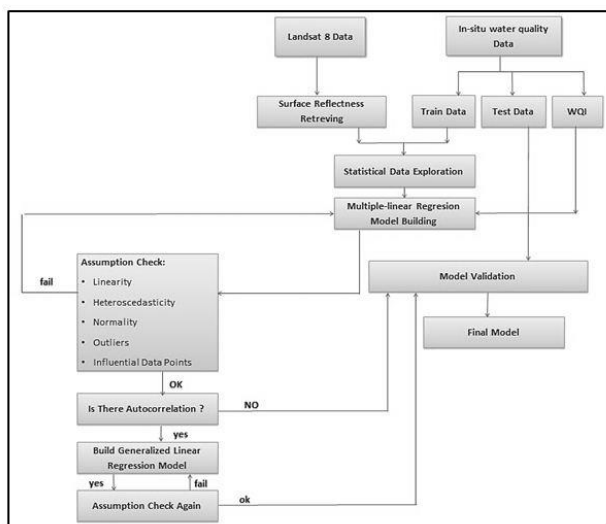 Landsat 8 Data
In-situ water quality
Data
Surface Reflectness
Retreving
Train Data
Test Data
WQI
Statistical Data Exploration
Multiple-linear Regresion
Model Building
Assumption Check:
• Linearity
• Heteroscedasticity
• Normality
• Outliers
• Influential Data Points
fail
Model Validation
Final Model
OK
Is There Autocorrelation ?
NO
yes
Build Generalized Linear
Regression Model
yes
fail
Assumption Check Again
ok